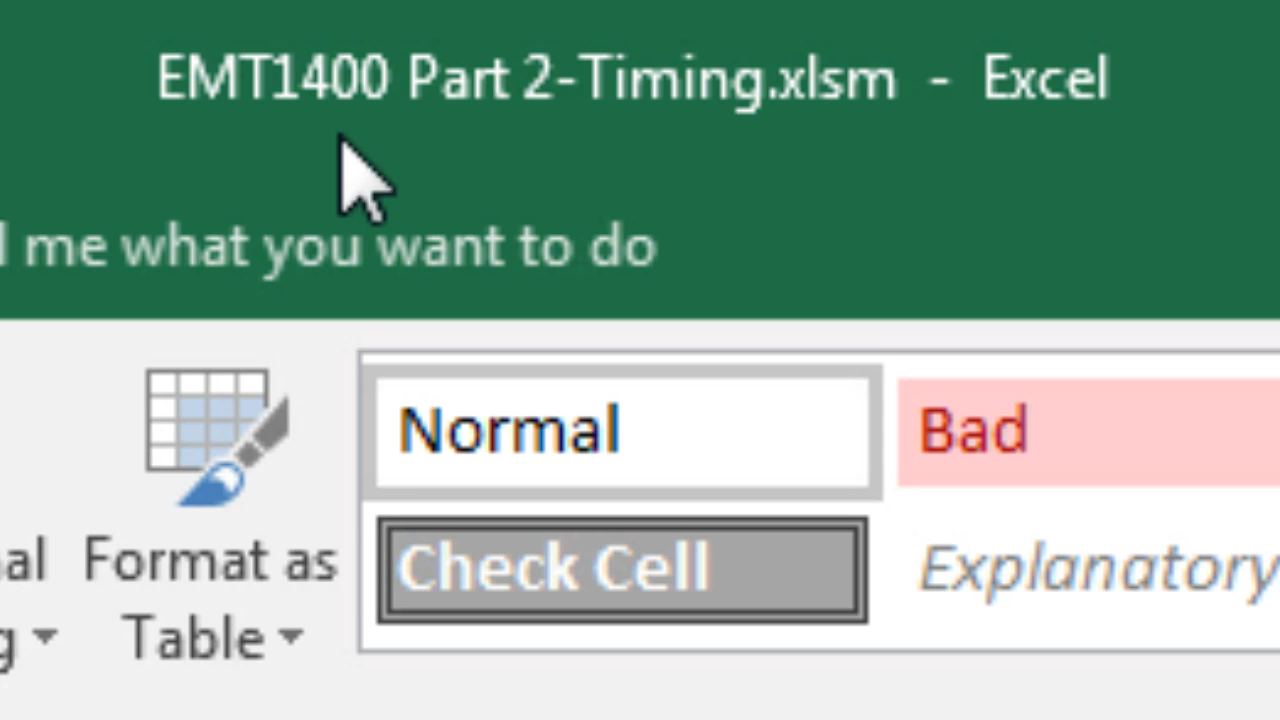 EMT1400 Part 2-Timing.xlsm - Excel
me what you want to do
Normal
Bad
Format as
Table
Check Cell
Explanatory